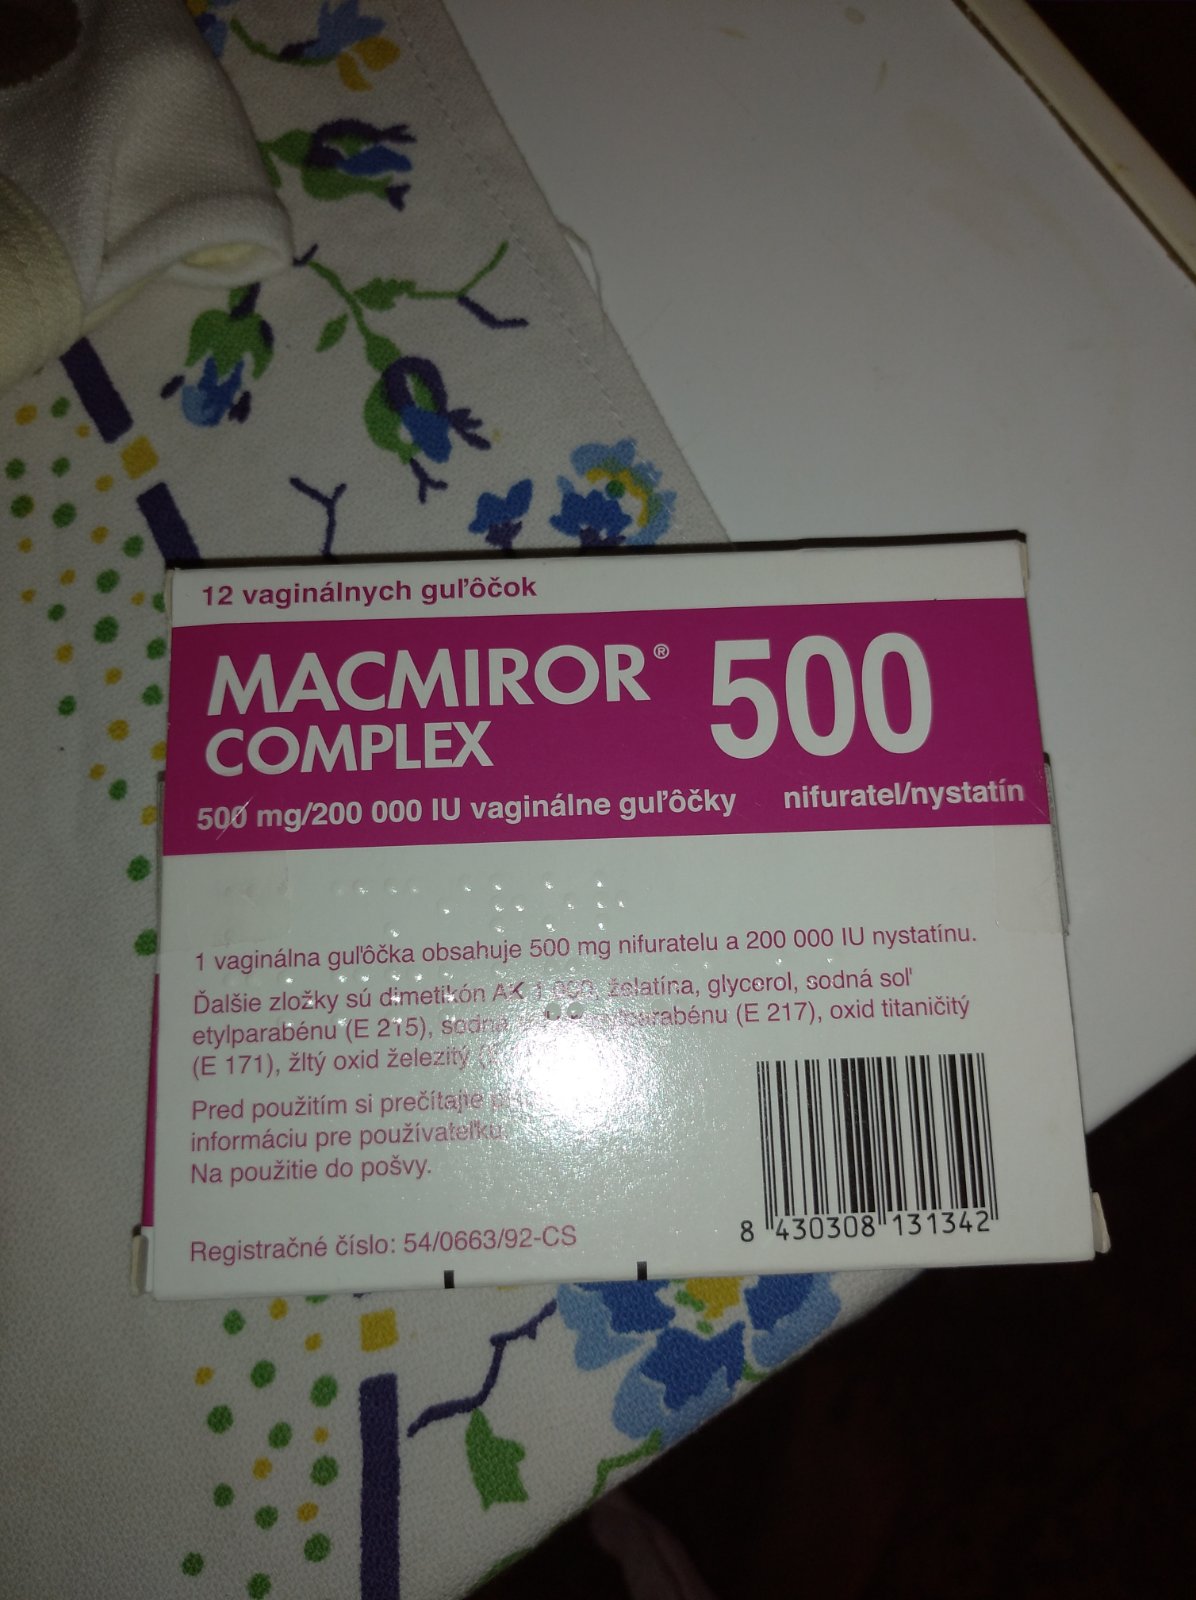 12 vaginálnych guľôčok
MACMIROR® 500
COMPLEX
500 mg/200 000 IU vaginálne guľôčky nifuratel/nystatín
1 vaginálna guľôčka obsahuje 500 mg nifuratelu a 200 000 IU nystatínu.
Ďalšie zložky sú dimetikón AK želatína, glycerol, sodná soľ
etylparabénu (E 215), sodná (E 217), oxid titaničitý
(E 171), žltý oxid železitý
Pred použitím si prečítajte
informáciu pre používateľku.
Na použitie do pošvy.
Registračné číslo: 54/0663/92-CS
8 430308 131342